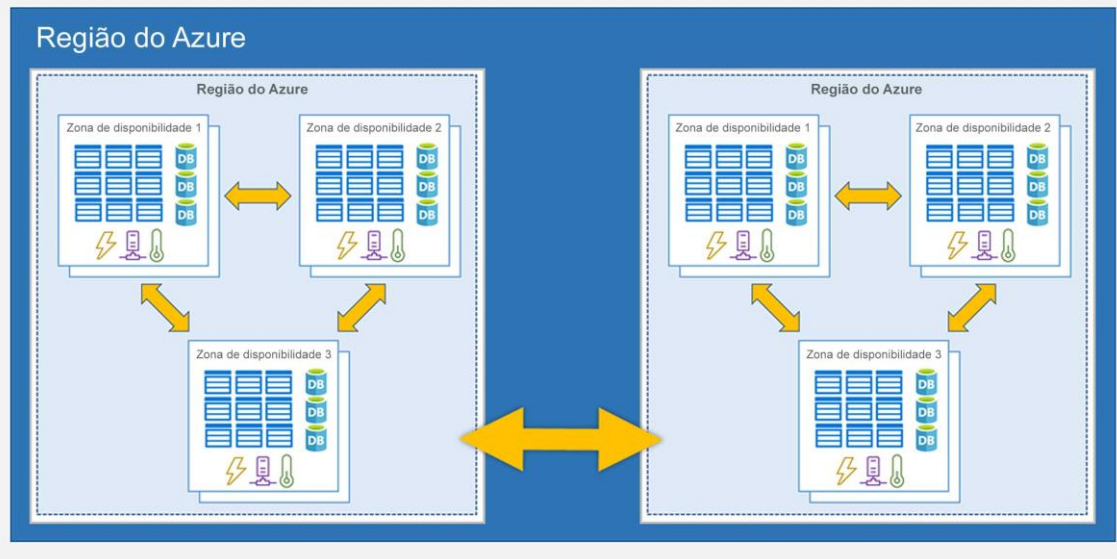 Região do Azure
Região do Azure
Zona de disponibilidade 1
DB
DB
DB
Zona de disponibilidade 2
DB
DB
DB
Zona de disponibilidade 3
DB
DB
DB
Região do Azure
Zona de disponibilidade 1
DB
DB
DB
Zona de disponibilidade 2
DB
DB
DB
Zona de disponibilidade 3
DB
DB
DB